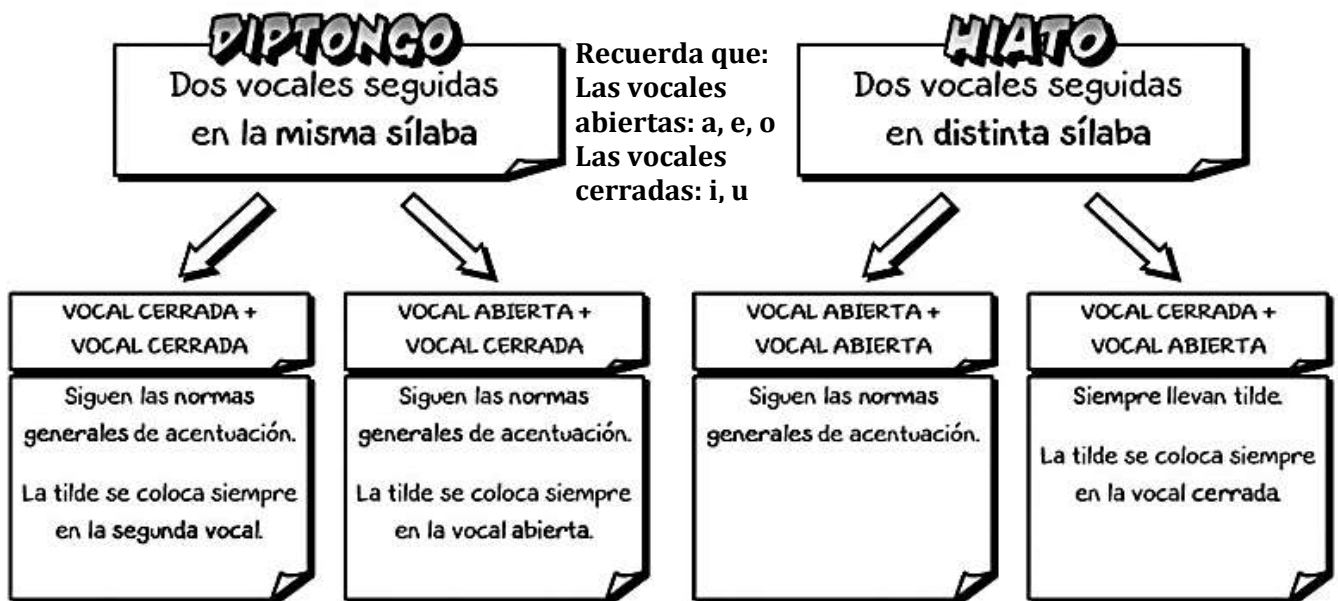 DIPTONGO
Dos vocales seguidas
en la misma sílaba
Recuerda que:
Las vocales
abiertas: a, e, o
Las vocales
cerradas: i, u
HIATO
Dos vocales seguidas
en distinta sílaba
VOCAL CERRADA +
VOCAL CERRADA
Siguen las normas
generales de acentuación.
La tilde se coloca siempre
en la segunda vocal.
VOCAL ABIERTA +
VOCAL CERRADA
Siguen las normas
generales de acentuación.
La tilde se coloca siempre
en la vocal abierta.
VOCAL ABIERTA +
VOCAL ABIERTA
Siguen las normas
generales de acentuación.
VOCAL CERRADA +
VOCAL ABIERTA
Siempre llevan tilde.
La tilde se coloca siempre
en la vocal cerrada